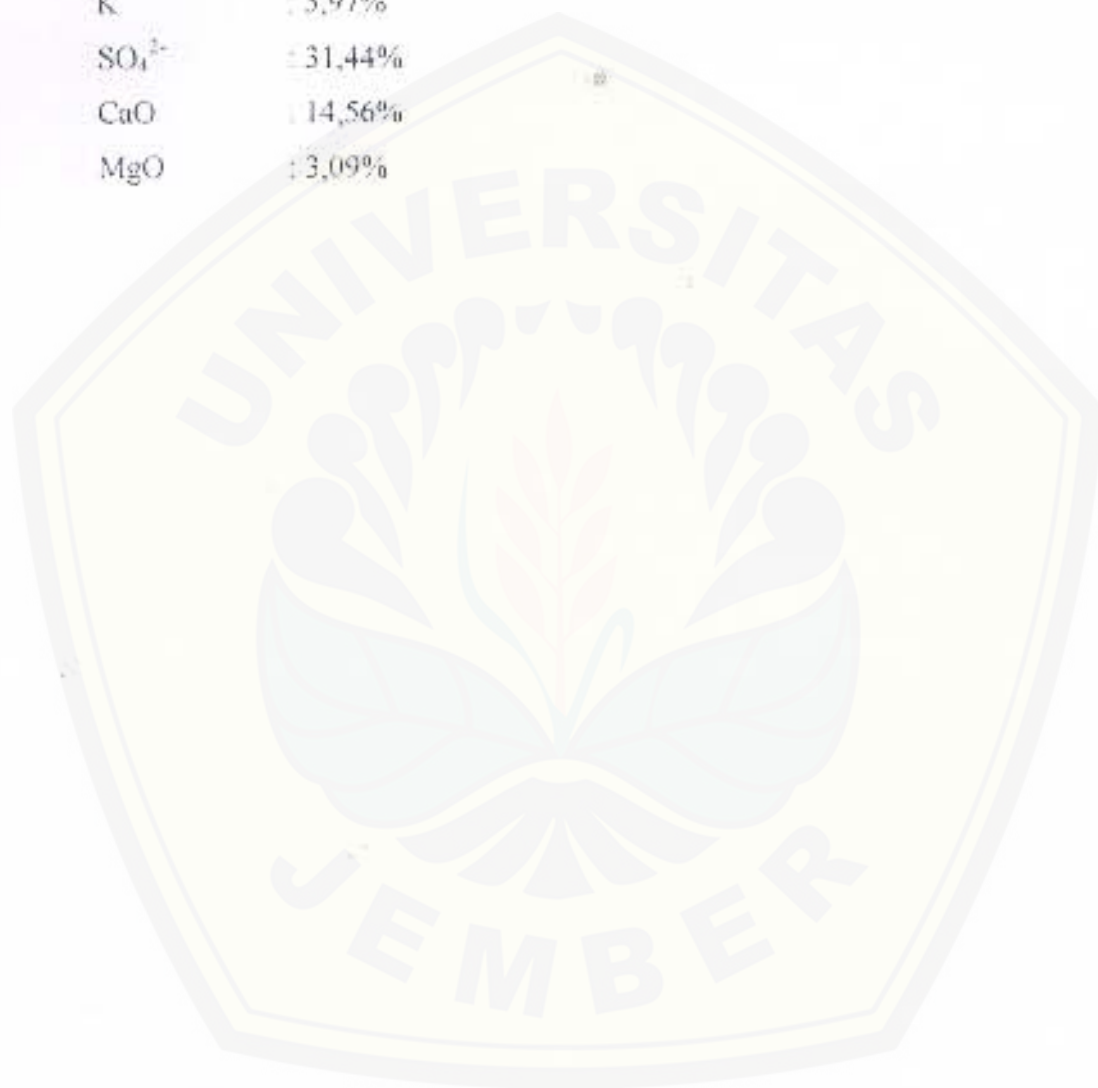 SO₄²⁻ : 31,44%
CaO : 14,56%
MgO : 3,09%
UNIVERSITAS
JEMBER